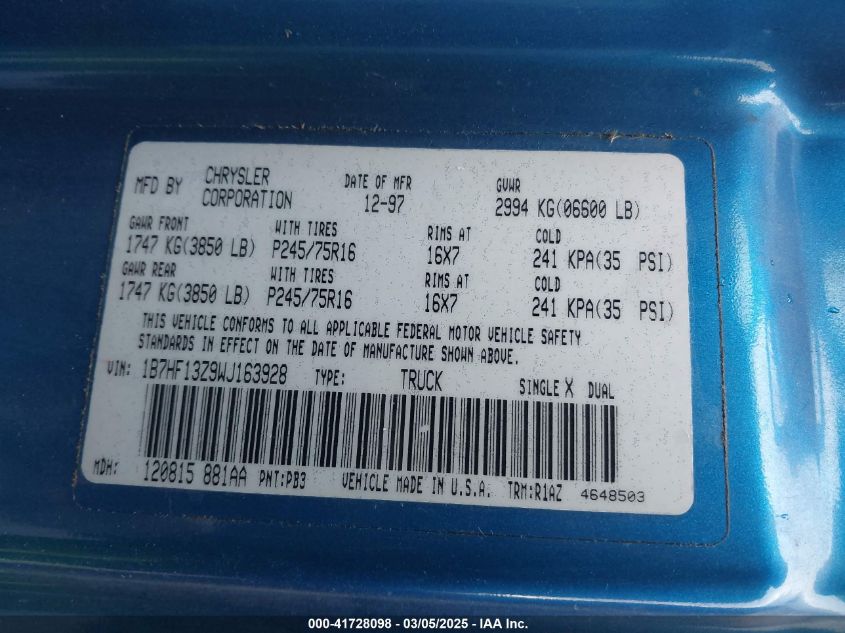 MFD BY CHRYSLER CORPORATION DATE OF MFR 12-97 GVWR 2994 KG(06600 LB)
GAWR FRONT WITH TIRES RIMS AT COLD
1747 KG(3850 LB) P245/75R16 16X7 241 KPA(35 PSI)
GAWR REAR WITH TIRES RIMS AT COLD
1747 KG(3850 LB) P245/75R16 16X7 241 KPA(35 PSI)
THIS VEHICLE CONFORMS TO ALL APPLICABLE FEDERAL MOTOR VEHICLE SAFETY
STANDARDS IN EFFECT ON THE DATE OF MANUFACTURE SHOWN ABOVE.
VIN: 1B7HF13Z9WJ163928 TYPE: TRUCK SINGLE X DUAL
MDH: 120815 881AA PNT:PB3 VEHICLE MADE IN U.S.A. TRM:R1AZ 4648503
000-41728098 - 03/05/2025 - IAA Inc.